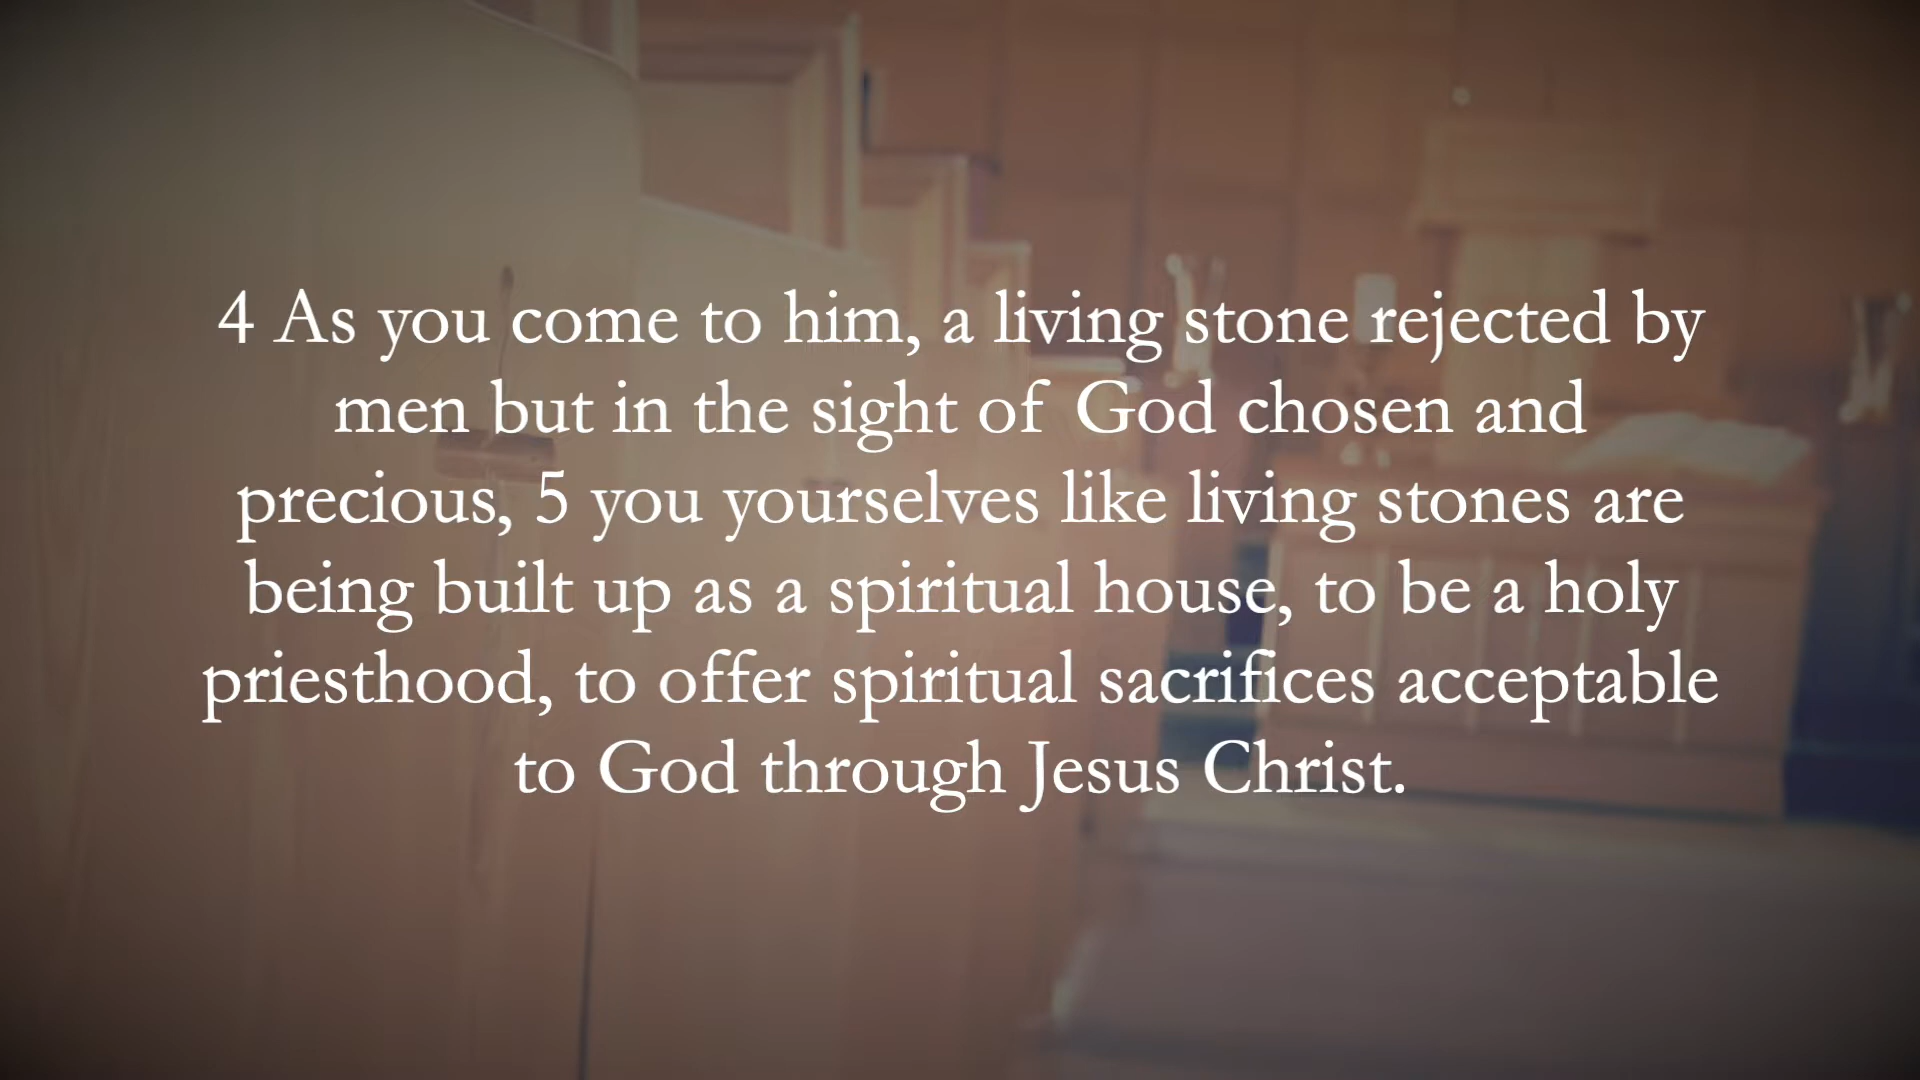 4 As you come to him, a living stone rejected by
men but in the sight of God chosen and
precious, 5 you yourselves like living stones are
being built up as a spiritual house, to be a holy
priesthood, to offer spiritual sacrifices acceptable
to God through Jesus Christ.